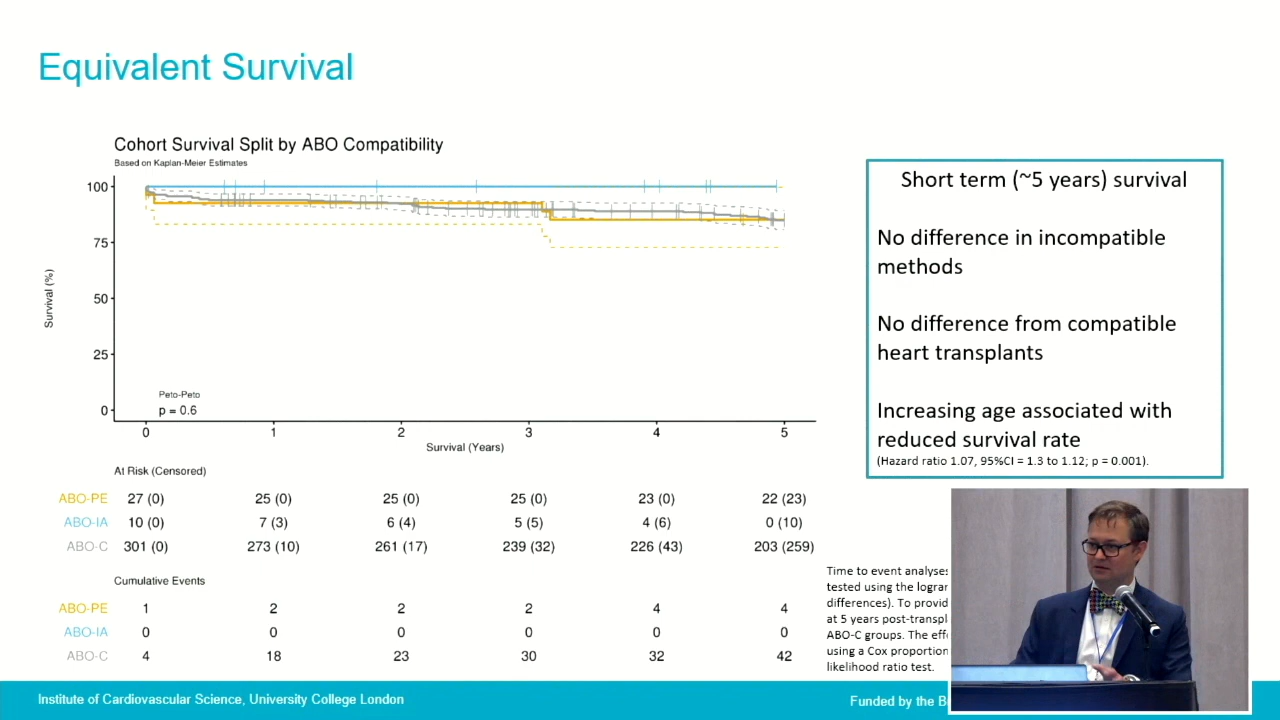 Equivalent Survival
Cohort Survival Split by ABO Compatibility
Based on Kaplan-Meier Estimates
100
75
50
25
0
Survival (%)
Peto-Peto
p = 0.6
0 1 2 3 4 5
Survival (Years)
At Risk (Censored)
ABO-PE 27 (0) 25 (0) 25 (0) 25 (0) 23 (0) 22 (23)
ABO-IA 10 (0) 7 (3) 6 (4) 5 (5) 4 (6) 0 (10)
ABO-C 301 (0) 273 (10) 261 (17) 239 (32) 226 (43) 203 (259)
Cumulative Events
ABO-PE 1 2 2 2 4 4
ABO-IA 0 0 0 0 0 0
ABO-C 4 18 23 30 32 42
Short term (~5 years) survival
No difference in incompatible
methods
No difference from compatible
heart transplants
Increasing age associated with
reduced survival rate
(Hazard ratio 1.07, 95%CI = 1.3 to 1.12; p = 0.001).
Time to event analyses
tested using the
differences). To
at 5 years
ABO-C groups. The
using a Cox
likelihood ratio test.
Institute of Cardiovascular Science, University College London
Funded by the